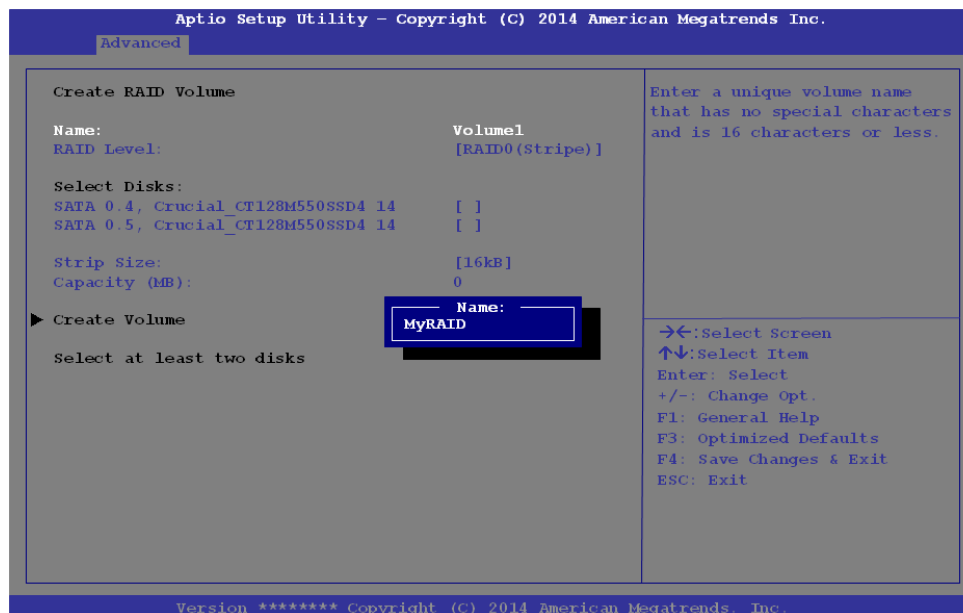 Aptio Setup Utility – Copyright (C) 2014 American Megatrends Inc.
Advanced
Create RAID Volume
Name: Volume1
RAID Level: [RAID0(Stripe)]
Select Disks:
SATA 0.4, Crucial_CT128M550SSD4 14 [ ]
SATA 0.5, Crucial_CT128M550SSD4 14 [ ]
Strip Size: [16kB]
Capacity (MB): 0
Create Volume
Select at least two disks
Name:
MyRAID
Enter a unique volume name
that has no special characters
and is 16 characters or less.
→←:Select Screen
↑↓:Select Item
Enter: Select
+/-: Change Opt.
F1: General Help
F3: Optimized Defaults
F4: Save Changes & Exit
ESC: Exit
Version ******** Copyright (C) 2014 American Megatrends. Inc.